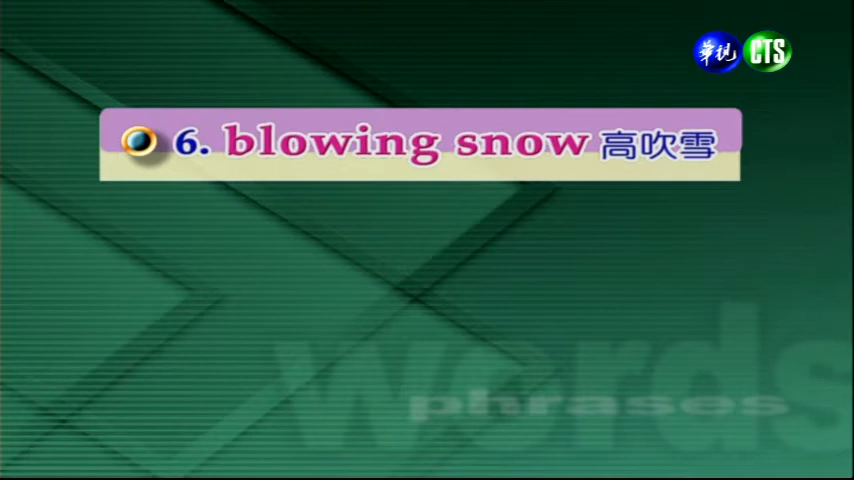 華視 CTS
6. blowing snow 高吹雪
words
phrases